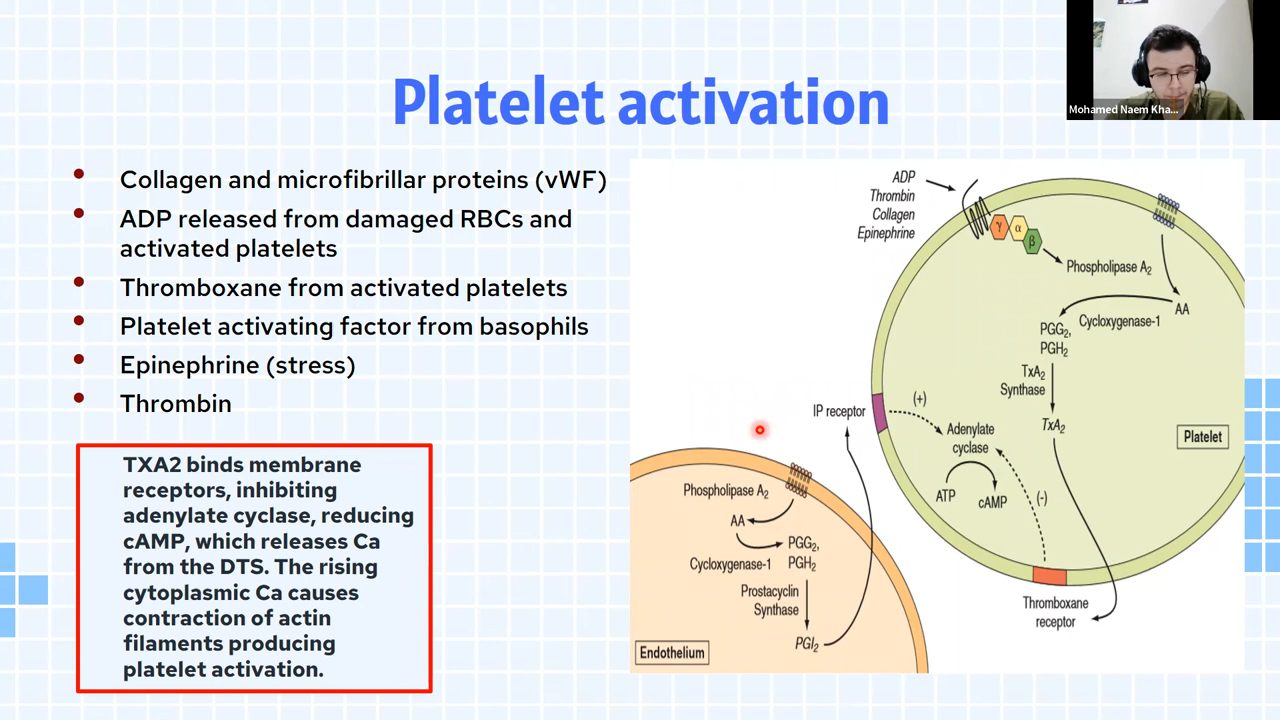 Mohamed Naem Kha...
Platelet activation
• Collagen and microfibrillar proteins (vWF)
• ADP released from damaged RBCs and
activated platelets
• Thromboxane from activated platelets
• Platelet activating factor from basophils
• Epinephrine (stress)
• Thrombin
TXA2 binds membrane
receptors, inhibiting
adenylate cyclase, reducing
cAMP, which releases Ca
from the DTS. The rising
cytoplasmic Ca causes
contraction of actin
filaments producing
platelet activation.
ADP
Thrombin
Collagen
Epinephrine
γ α β
Phospholipase A₂
AA
Cycloxygenase-1
PGG₂,
PGH₂
TxA₂
Synthase
TxA₂
Platelet
IP receptor
(+)
Adenylate
cyclase
ATP
cAMP
(-)
Thromboxane
receptor
Phospholipase A₂
AA
PGG₂,
PGH₂
Cycloxygenase-1
Prostacyclin
Synthase
PGI₂
Endothelium